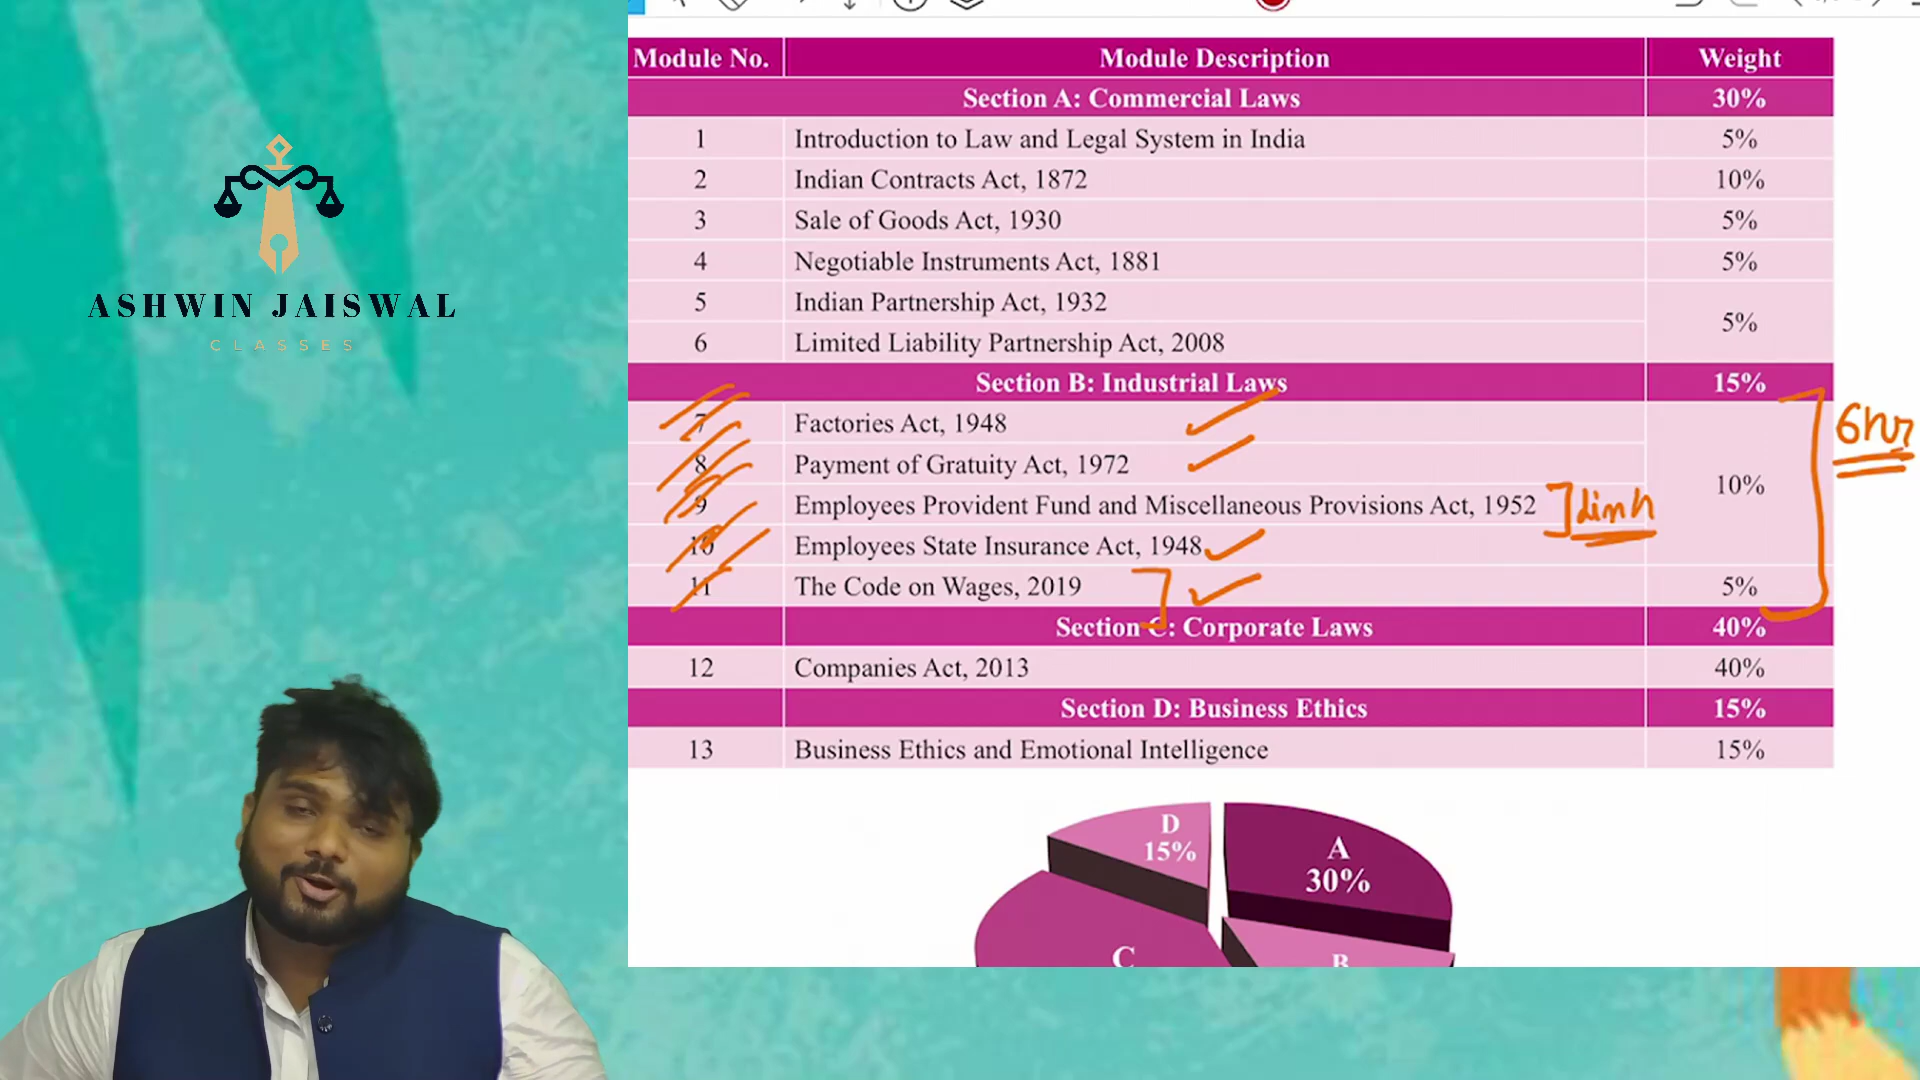 ASHWIN JAISWAL
CLASSES
Module No. Module Description Weight
Section A: Commercial Laws 30%
1 Introduction to Law and Legal System in India 5%
2 Indian Contracts Act, 1872 10%
3 Sale of Goods Act, 1930 5%
4 Negotiable Instruments Act, 1881 5%
5 Indian Partnership Act, 1932 5%
6 Limited Liability Partnership Act, 2008
Section B: Industrial Laws 15%
7 Factories Act, 1948
8 Payment of Gratuity Act, 1972
10%
9 Employees Provident Fund and Miscellaneous Provisions Act, 1952
10 Employees State Insurance Act, 1948
11 The Code on Wages, 2019 5%
6hr
Section C: Corporate Laws 40%
12 Companies Act, 2013 40%
Section D: Business Ethics 15%
13 Business Ethics and Emotional Intelligence 15%
D
15%
A
30%
C
B